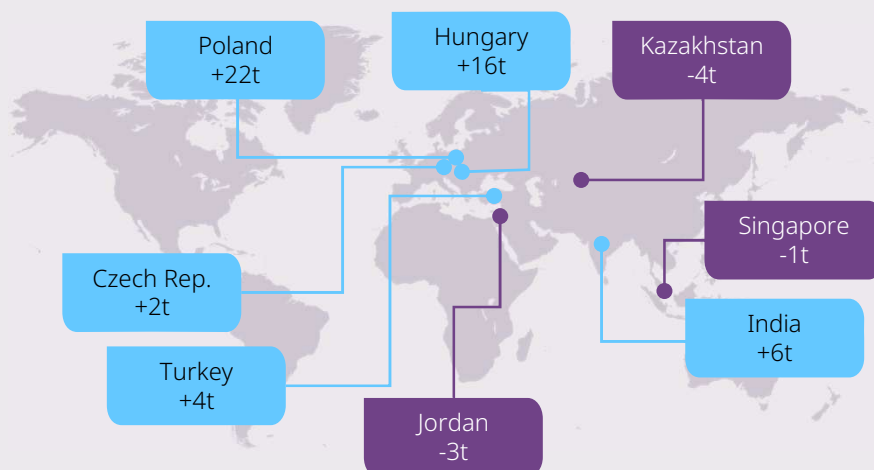 Poland
+22t
Hungary
+16t
Kazakhstan
-4t
Singapore
-1t
Czech Rep.
+2t
India
+6t
Turkey
+4t
Jordan
-3t